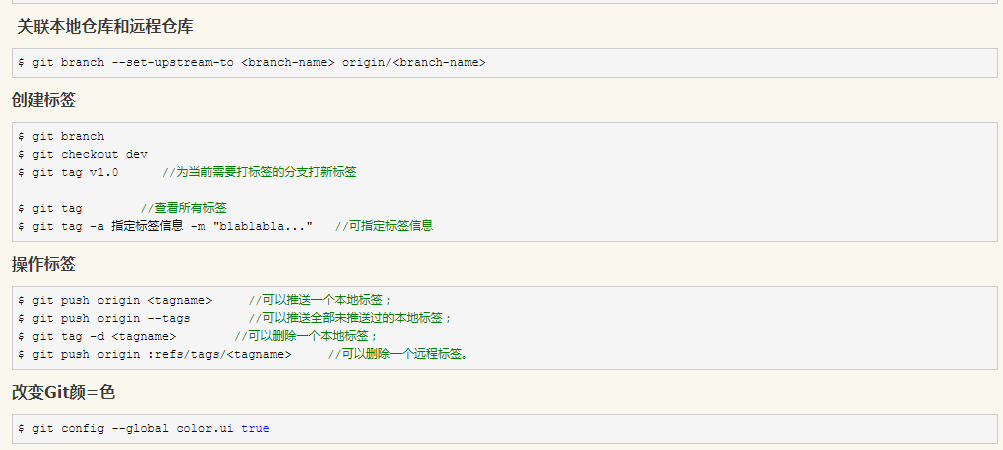 关联本地仓库和远程仓库
$ git branch --set-upstream-to <branch-name> origin/<branch-name>
创建标签
$ git branch
$ git checkout dev
$ git tag v1.0      //为当前需要打标签的分支打新标签
$ git tag        //查看所有标签
$ git tag -a 指定标签信息 -m "blablabla..."   //可指定标签信息
操作标签
$ git push origin <tagname>     //可以推送一个本地标签；
$ git push origin --tags        //可以推送全部未推送过的本地标签；
$ git tag -d <tagname>        //可以删除一个本地标签；
$ git push origin :refs/tags/<tagname>     //可以删除一个远程标签。
改变Git颜=色
$ git config --global color.ui true